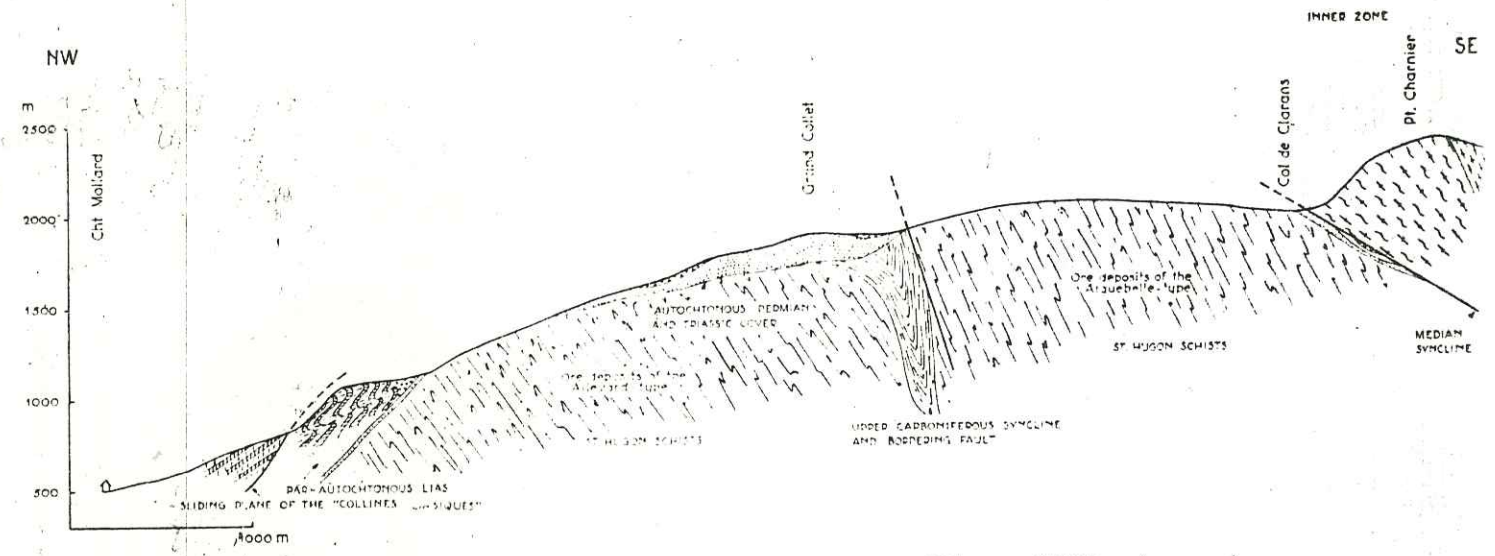 INNER ZONE
NW
SE
m
2500
2000
1500
1000
500
Cht Mollard
Grand Collet
Col de Clarans
Pt. Charnier
AUTOCHTONOUS PERMIAN
AND TRIASSIC COVER
Ore deposits of the
type
Ore deposits of the
Arguebelle-type
ST HUGON SCHISTS
ST HUGON SCHISTS
MEDIAN
SYNCLINE
UPPER CARBONIFEROUS SYNCLINE
AND BORDERING FAULT
PAR-AUTOCHTONOUS LIAS
SLIDING PLANE OF THE "COLLINES LIASIQUES"
1000 m